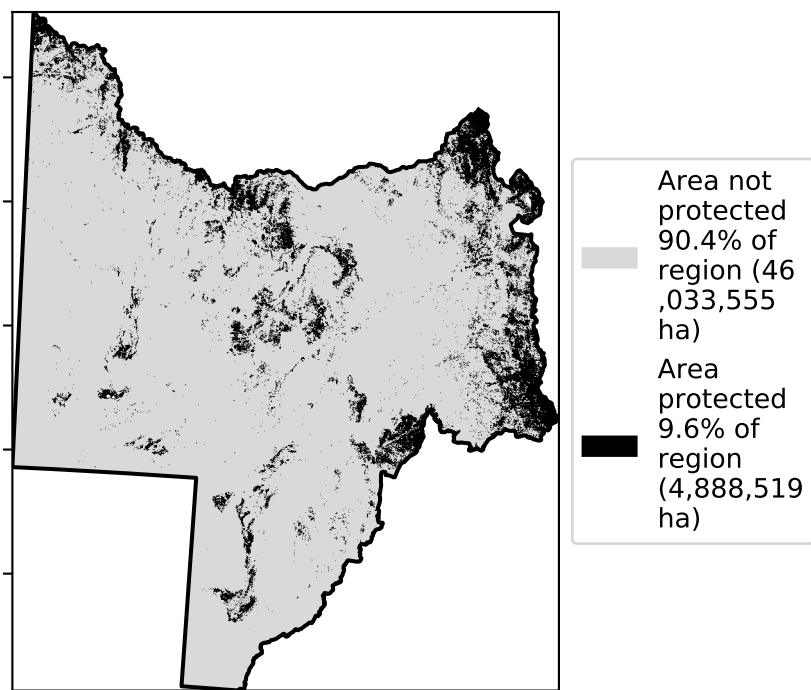 Area not
protected
90.4% of
region (46
,033,555
ha)
Area
protected
9.6% of
region
(4,888,519
ha)